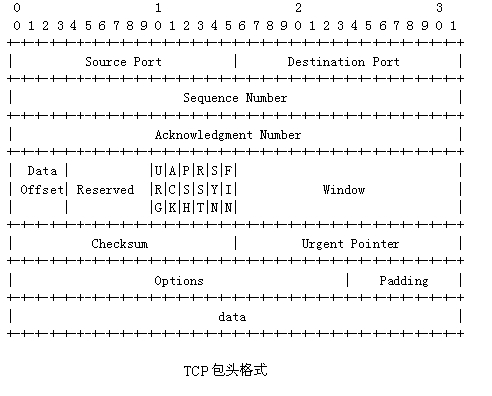 0 1 2 3
0 1 2 3 4 5 6 7 8 9 0 1 2 3 4 5 6 7 8 9 0 1 2 3 4 5 6 7 8 9 0 1
+-+-+-+-+-+-+-+-+-+-+-+-+-+-+-+-+-+-+-+-+-+-+-+-+-+-+-+-+-+-+-+-+
| Source Port | Destination Port |
+-+-+-+-+-+-+-+-+-+-+-+-+-+-+-+-+-+-+-+-+-+-+-+-+-+-+-+-+-+-+-+-+
| Sequence Number |
+-+-+-+-+-+-+-+-+-+-+-+-+-+-+-+-+-+-+-+-+-+-+-+-+-+-+-+-+-+-+-+-+
| Acknowledgment Number |
+-+-+-+-+-+-+-+-+-+-+-+-+-+-+-+-+-+-+-+-+-+-+-+-+-+-+-+-+-+-+-+-+
| Data | |U|A|P|R|S|F| |
| Offset| Reserved |R|C|S|S|Y|I| Window |
| | |G|K|H|T|N|N| |
+-+-+-+-+-+-+-+-+-+-+-+-+-+-+-+-+-+-+-+-+-+-+-+-+-+-+-+-+-+-+-+-+
| Checksum | Urgent Pointer |
+-+-+-+-+-+-+-+-+-+-+-+-+-+-+-+-+-+-+-+-+-+-+-+-+-+-+-+-+-+-+-+-+
| Options | Padding |
+-+-+-+-+-+-+-+-+-+-+-+-+-+-+-+-+-+-+-+-+-+-+-+-+-+-+-+-+-+-+-+-+
| data |
+-+-+-+-+-+-+-+-+-+-+-+-+-+-+-+-+-+-+-+-+-+-+-+-+-+-+-+-+-+-+-+-+
TCP包头格式